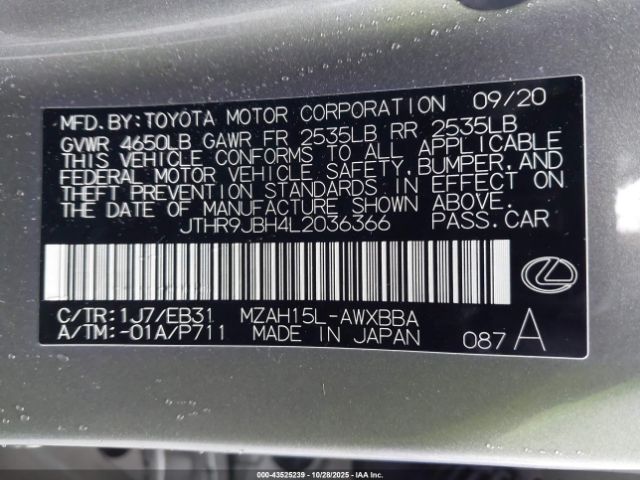 MFD. BY: TOYOTA MOTOR CORPORATION 09/20
GVWR 4650LB GAWR FR 2535LB RR 2535LB
THIS VEHICLE CONFORMS TO ALL APPLICABLE
FEDERAL MOTOR VEHICLE SAFETY, BUMPER, AND
THEFT PREVENTION STANDARDS IN EFFECT ON
THE DATE OF MANUFACTURE SHOWN ABOVE.
JTHR9JBH4L2036366 PASS. CAR
C/TR: 1J7/EB31 MZAH15L-AWXBBA
A/TM: -01A/P711 MADE IN JAPAN 087 A
000-43525239 - 10/28/2025 - IAAI.COM